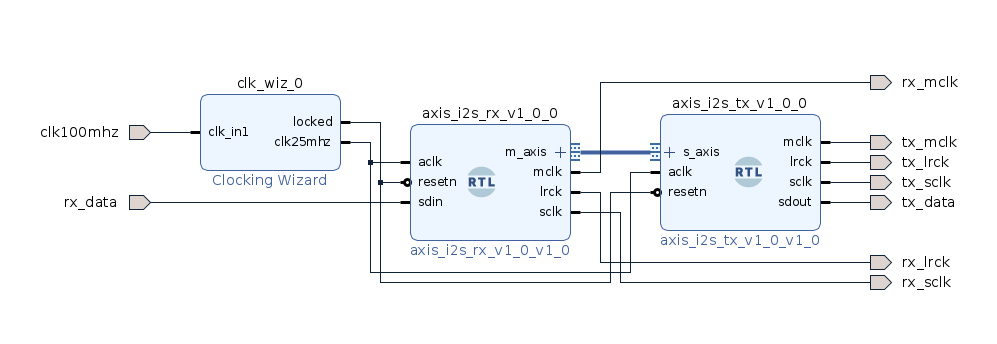 clk100mhz
rx_data
clk_wiz_0
clk_in1
locked
clk25mhz
Clocking Wizard
axis_i2s_rx_v1_0_0
aclk
resetn
sdin
RTL
m_axis
mclk
lrck
sclk
axis_i2s_rx_v1_0_v1_0
axis_i2s_tx_v1_0_0
s_axis
aclk
resetn
RTL
mclk
lrck
sclk
sdout
axis_i2s_tx_v1_0_v1_0
rx_mclk
tx_mclk
tx_lrck
tx_sclk
tx_data
rx_lrck
rx_sclk